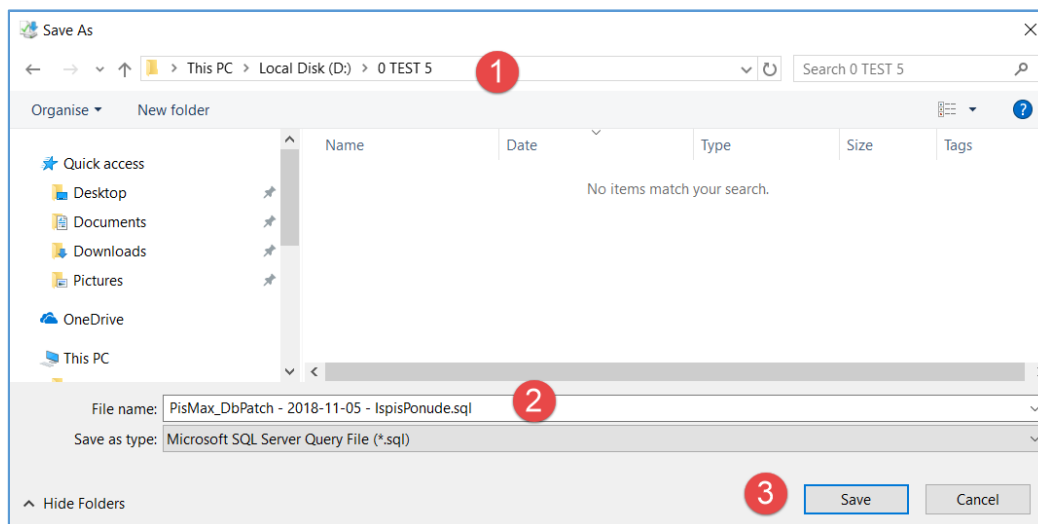 Save As
This PC > Local Disk (D:) > 0 TEST 5
1
Search 0 TEST 5
Organise
New folder
?
Name Date Type Size Tags
Quick access
No items match your search.
Desktop
Documents
Downloads
Pictures
OneDrive
This PC
File name: PisMax_DbPatch - 2018-11-05 - IspisPonude.sql
2
Save as type: Microsoft SQL Server Query File (*.sql)
Hide Folders
3
Save
Cancel